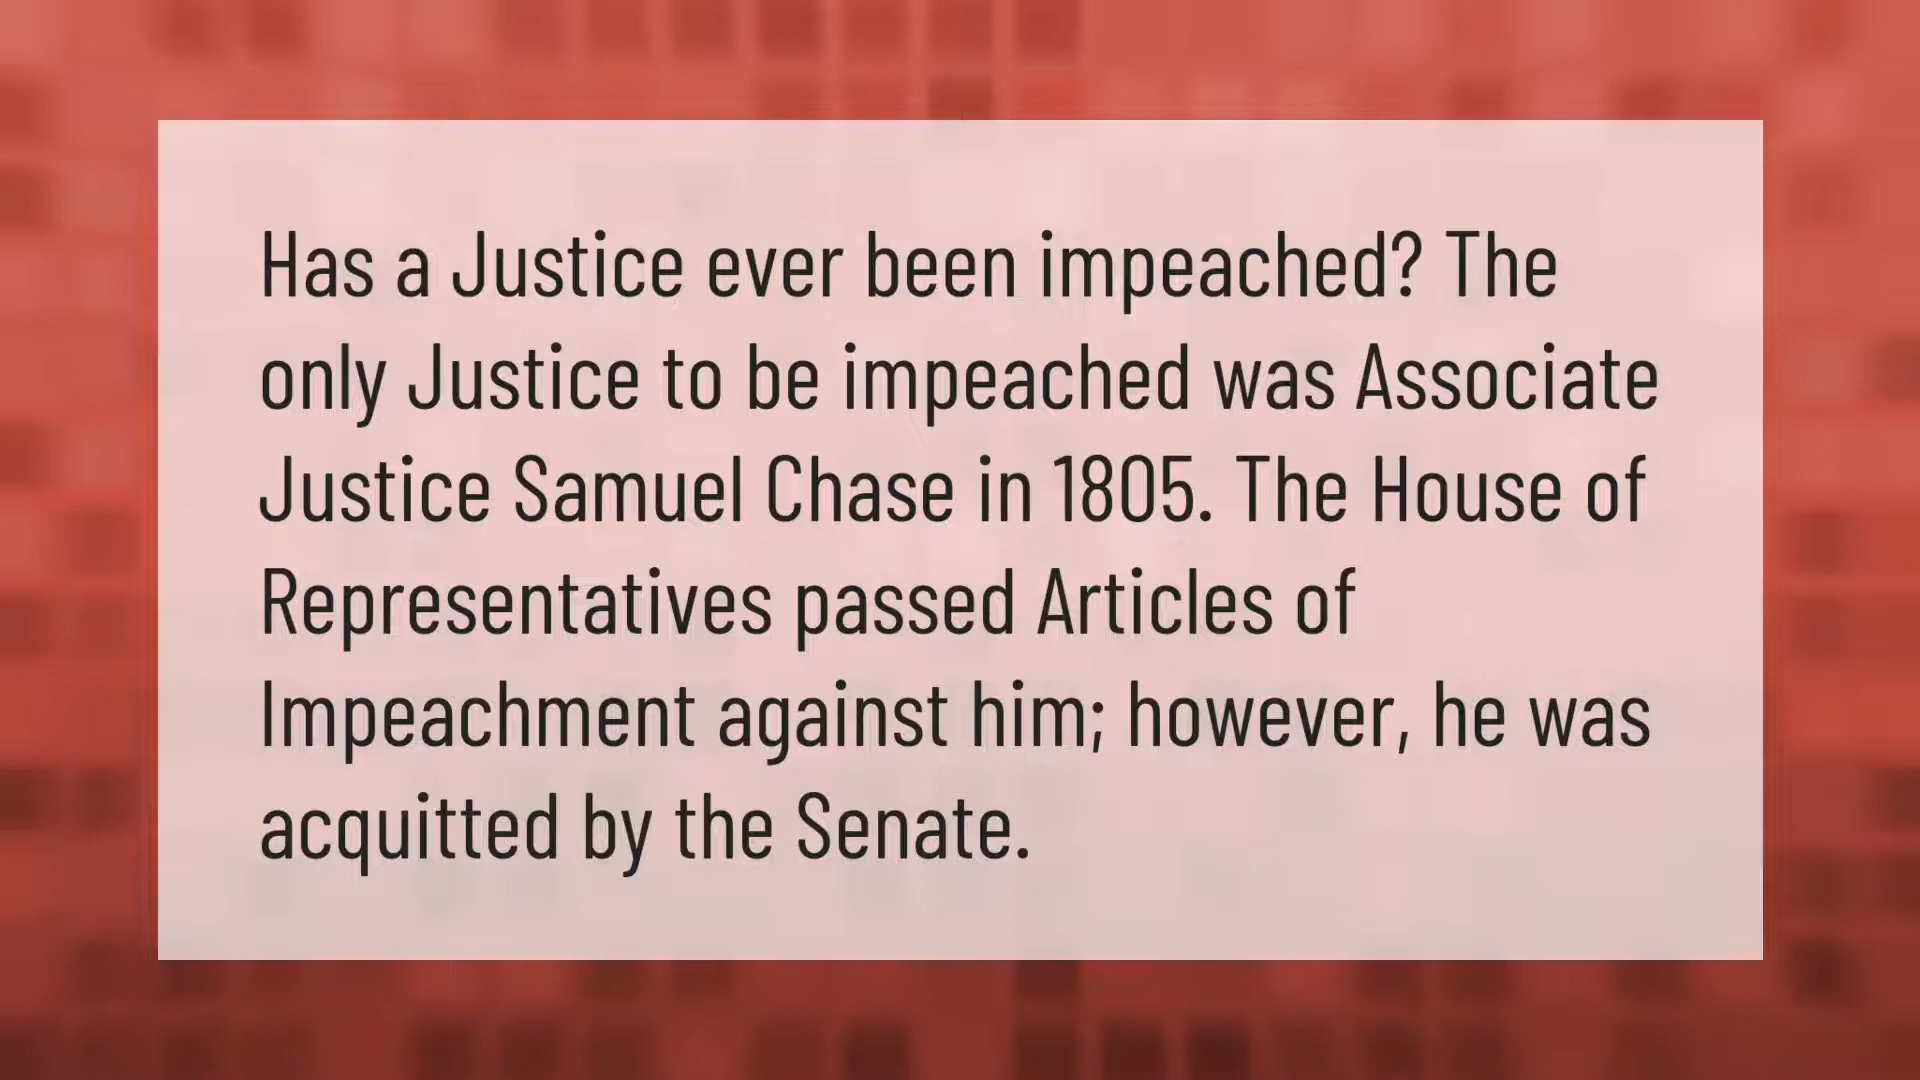 Has a Justice ever been impeached? The
only Justice to be impeached was Associate
Justice Samuel Chase in 1805. The House of
Representatives passed Articles of
Impeachment against him; however, he was
acquitted by the Senate.